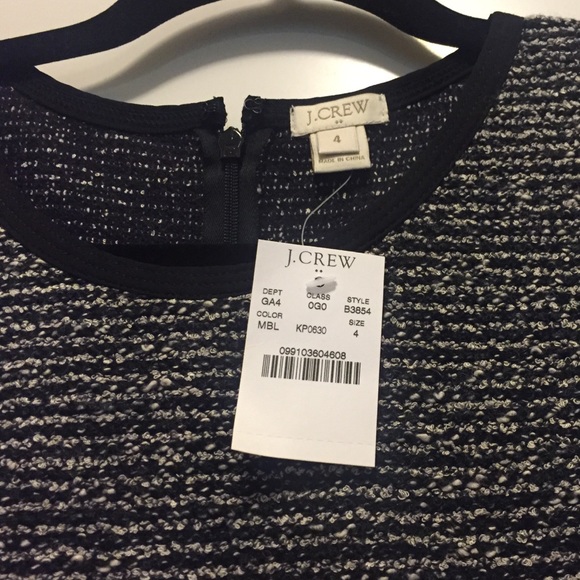 J.CREW
4
MADE IN CHINA
J.CREW
DEPT CLASS STYLE
GA4 0G0 B3854
COLOR SIZE
MBL KP0630 4
099103604608